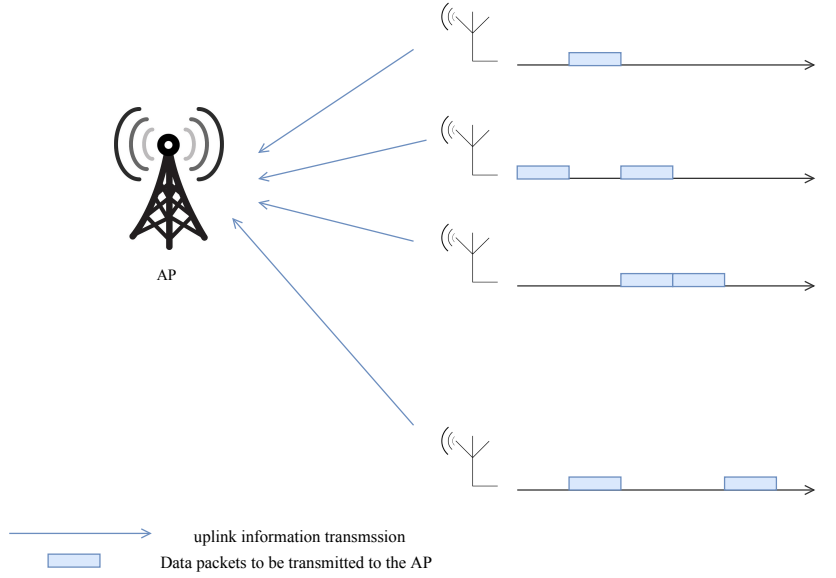 AP
uplink information transmssion
Data packets to be transmitted to the AP